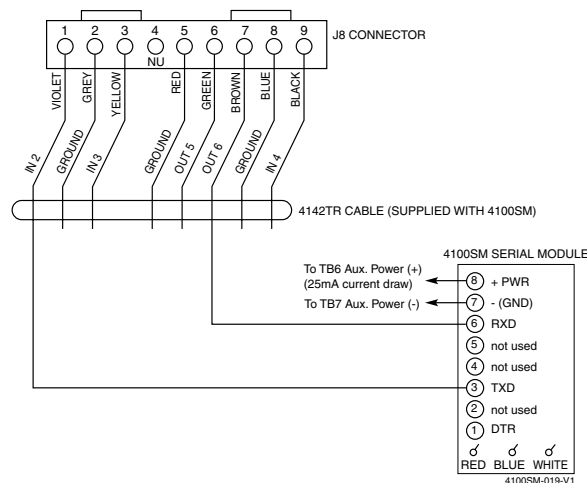 1 2 3 4 5 6 7 8 9
J8 CONNECTOR
NU
VIOLET
GREY
YELLOW
RED
GREEN
BROWN
BLUE
BLACK
IN 2
GROUND
IN 3
GROUND
OUT 5
OUT 6
GROUND
IN 4
4142TR CABLE (SUPPLIED WITH 4100SM)
4100SM SERIAL MODULE
To TB6 Aux. Power (+)
(25mA current draw)
To TB7 Aux. Power (-)
8 + PWR
7 - (GND)
6 RXD
5 not used
4 not used
3 TXD
2 not used
1 DTR
RED BLUE WHITE
4100SM-019-V1